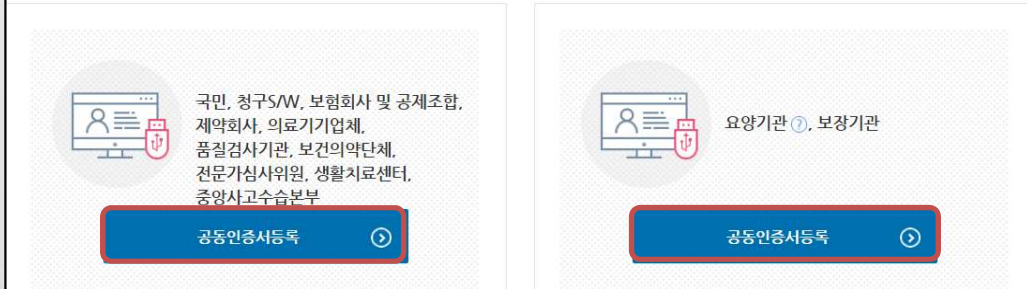 국민, 청구S/W, 보험회사 및 공제조합,
제약회사, 의료기기업체,
품질검사기관, 보건의약단체,
전문가심사위원, 생활치료센터,
중앙사고수습본부
공동인증서등록
요양기관 ?, 보장기관
공동인증서등록